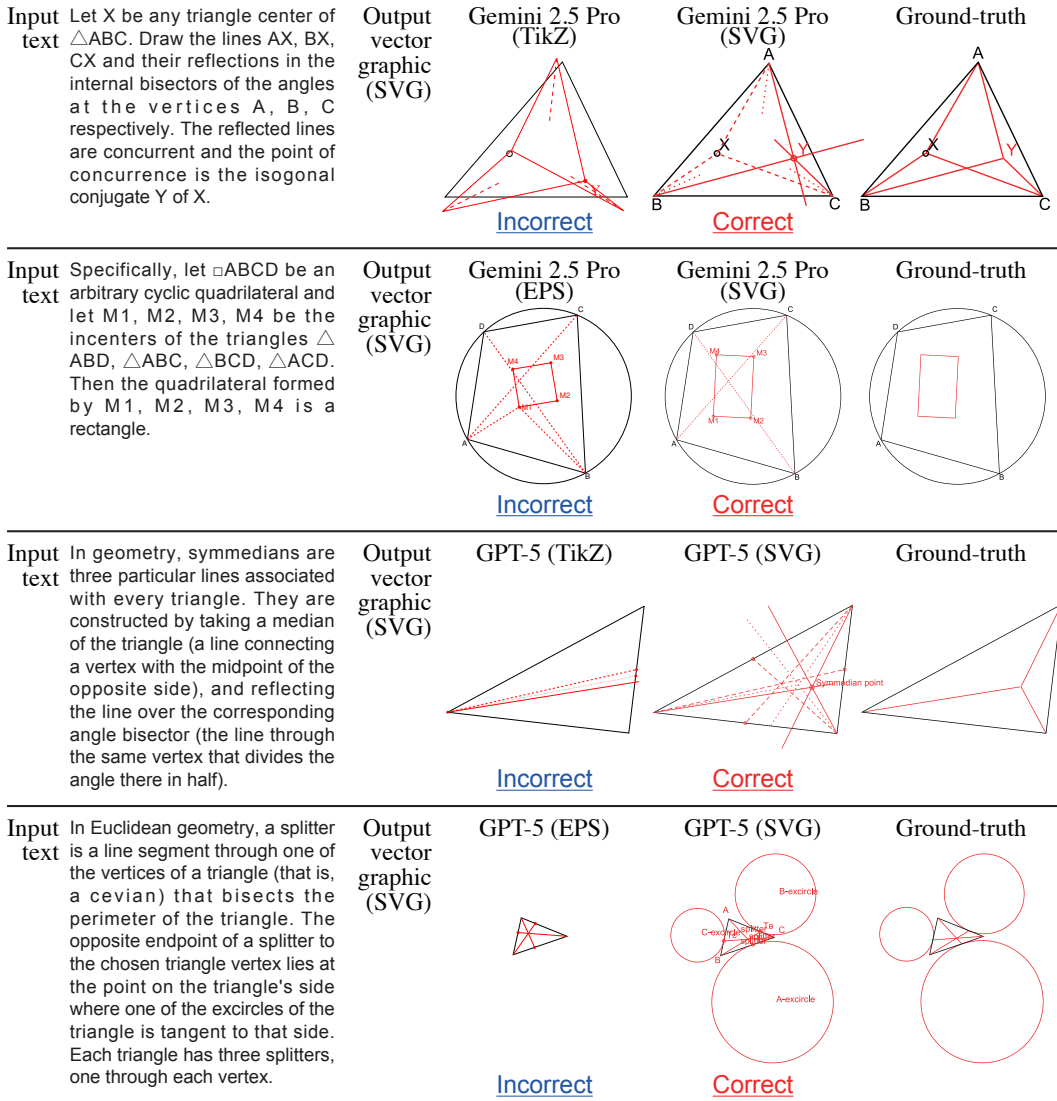 Input text
Let X be any triangle center of
△ABC. Draw the lines AX, BX,
CX and their reflections in the
internal bisectors of the angles
at the vertices A, B, C
respectively. The reflected lines
are concurrent and the point of
concurrence is the isogonal
conjugate Y of X.
Output
vector
graphic
(SVG)
Gemini 2.5 Pro
(TikZ)
Incorrect
Gemini 2.5 Pro
(SVG)
A
X
Y
B
C
Correct
Ground-truth
A
X
Y
B
C
Input text
Specifically, let □ABCD be an
arbitrary cyclic quadrilateral and
let M1, M2, M3, M4 be the
incenters of the triangles △
ABD, △ABC, △BCD, △ACD.
Then the quadrilateral formed
by M1, M2, M3, M4 is a
rectangle.
Output
vector
graphic
(SVG)
Gemini 2.5 Pro
(EPS)
C
D
M3
M4
M2
M1
A
B
Incorrect
Gemini 2.5 Pro
(SVG)
C
D
M4
M3
M1
M2
A
B
Correct
Ground-truth
C
D
A
B
Input text
In geometry, symmedians are
three particular lines associated
with every triangle. They are
constructed by taking a median
of the triangle (a line connecting
a vertex with the midpoint of the
opposite side), and reflecting
the line over the corresponding
angle bisector (the line through
the same vertex that divides the
angle there in half).
Output
vector
graphic
(SVG)
GPT-5 (TikZ)
Incorrect
GPT-5 (SVG)
Symmedian point
Correct
Ground-truth
Input text
In Euclidean geometry, a splitter
is a line segment through one of
the vertices of a triangle (that is,
a cevian) that bisects the
perimeter of the triangle. The
opposite endpoint of a splitter to
the chosen triangle vertex lies at
the point on the triangle's side
where one of the excircles of the
triangle is tangent to that side.
Each triangle has three splitters,
one through each vertex.
Output
vector
graphic
(SVG)
GPT-5 (EPS)
Incorrect
GPT-5 (SVG)
B-excircle
A
C-excircle
splitter
C
B
A-excircle
Correct
Ground-truth